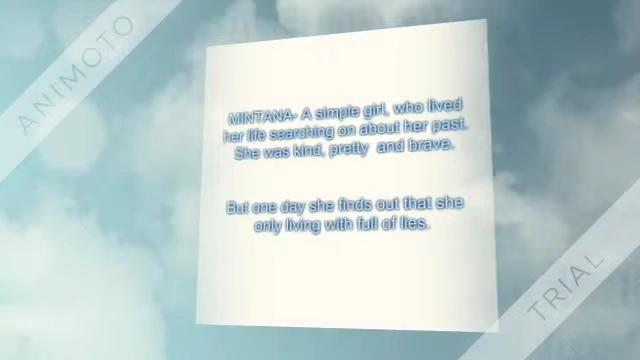 ANIMOTO
MINTANA- A simple girl, who lived
her life searching on about her past.
She was kind, pretty and brave.
But one day she finds out that she
only living with full of lies.
TRIAL